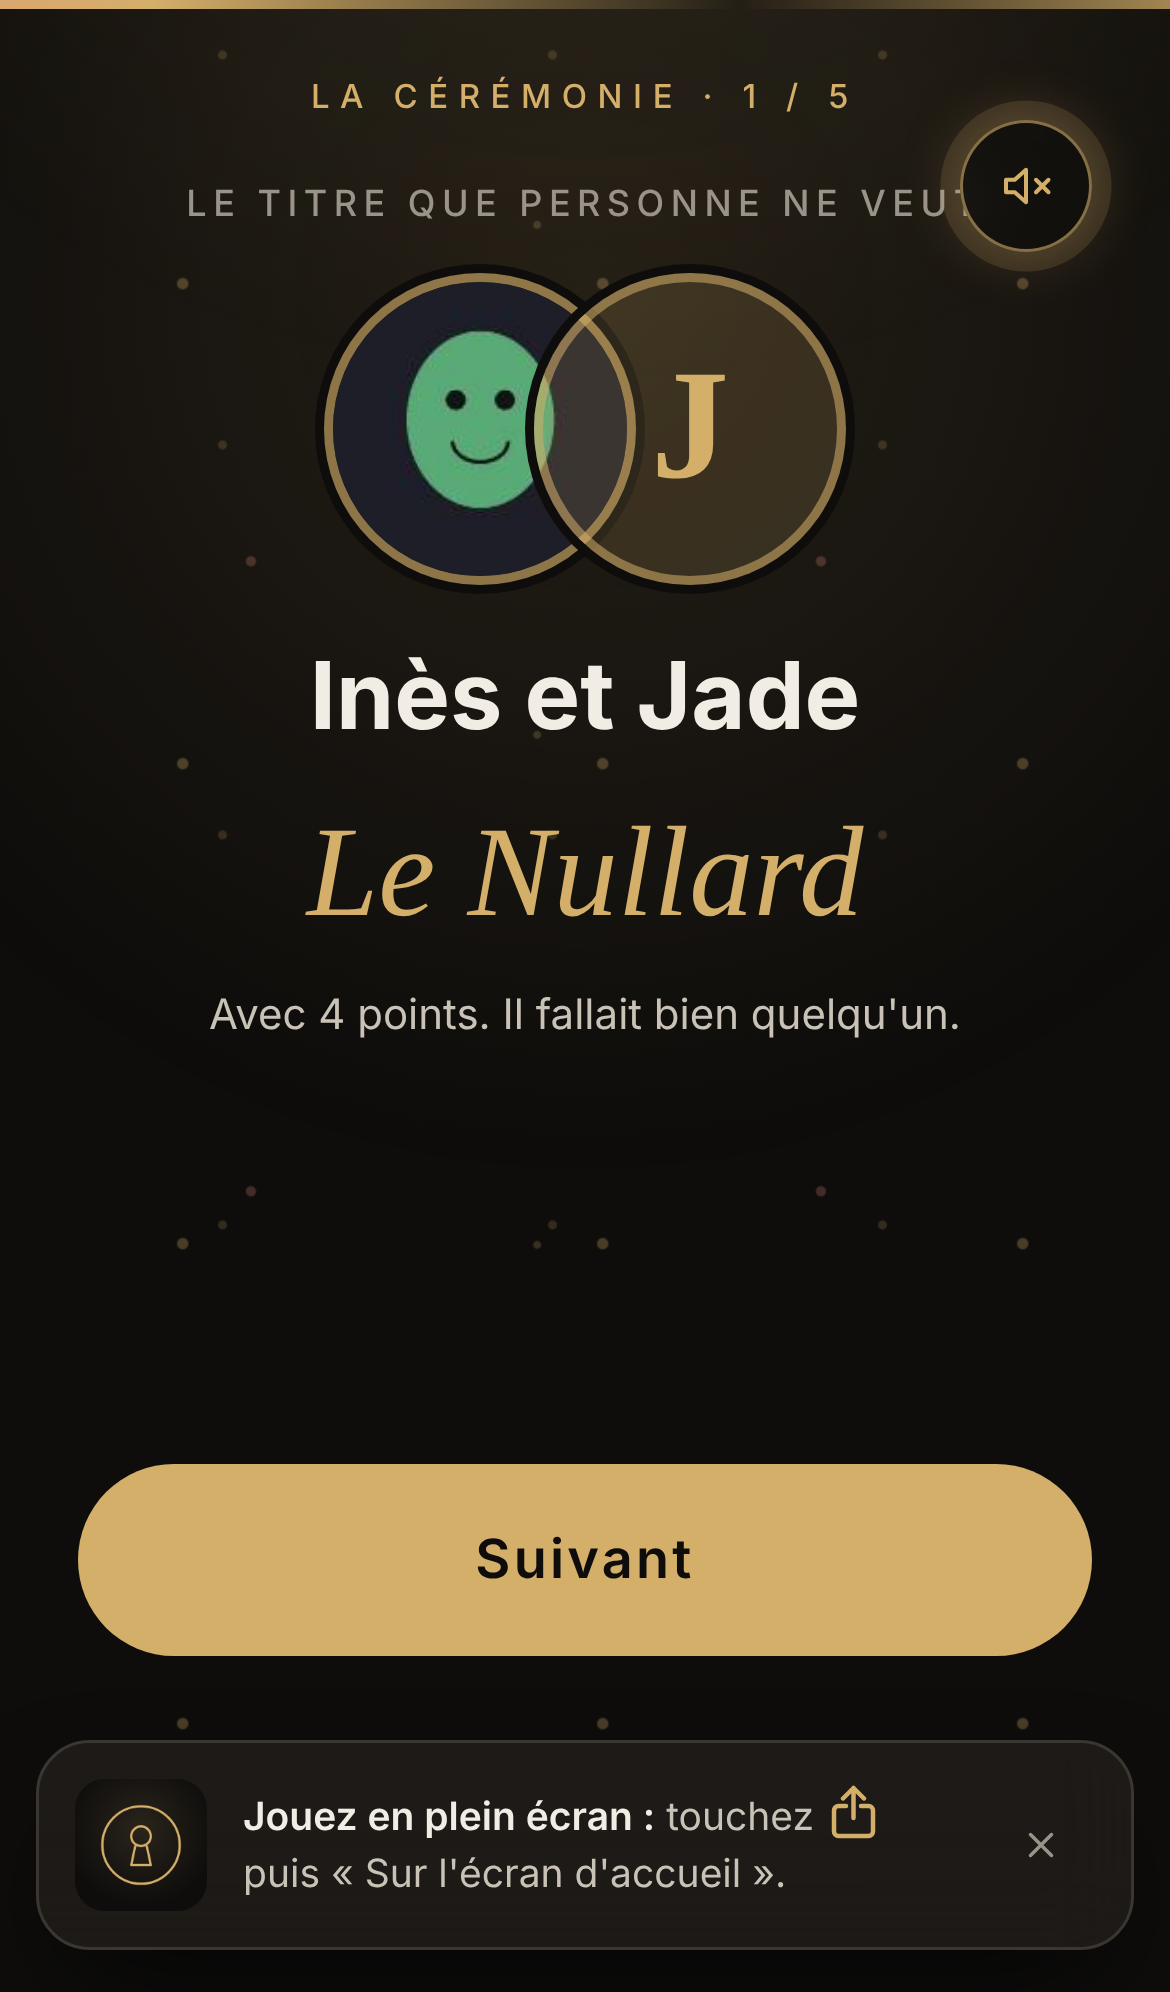 LA CÉRÉMONIE · 1 / 5
LE TITRE QUE PERSONNE NE VEUT
J
Inès et Jade
Le Nullard
Avec 4 points. Il fallait bien quelqu'un.
Suivant
Jouez en plein écran : touchez
puis « Sur l'écran d'accueil ».